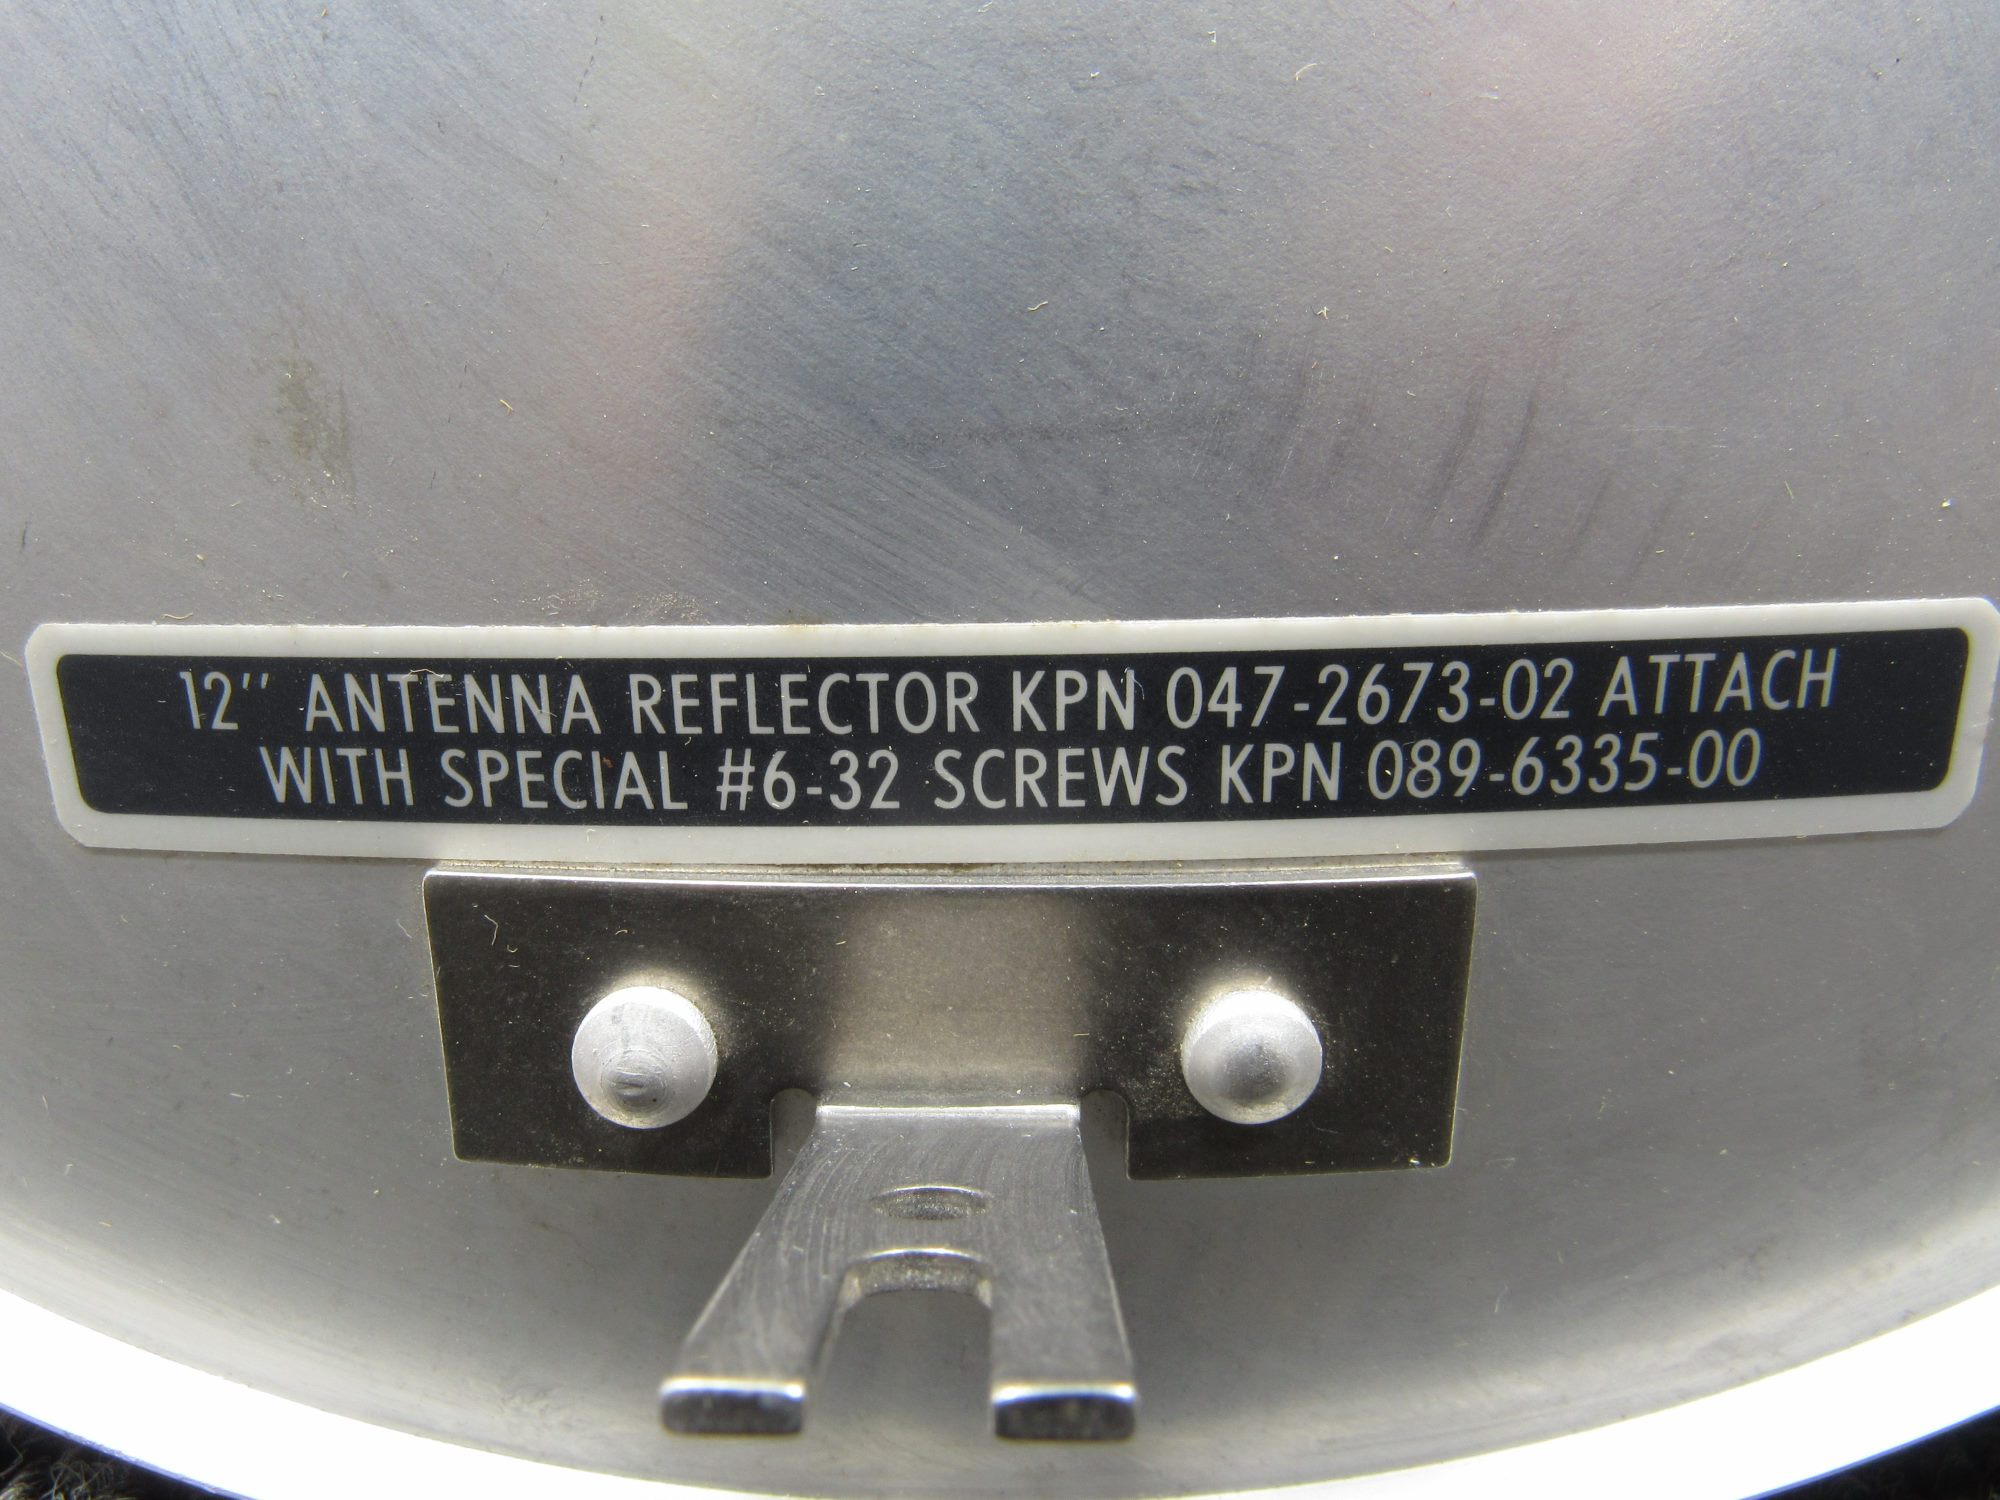 12" ANTENNA REFLECTOR KPN 047-2673-02 ATTACH
WITH SPECIAL #6-32 SCREWS KPN 089-6335-00